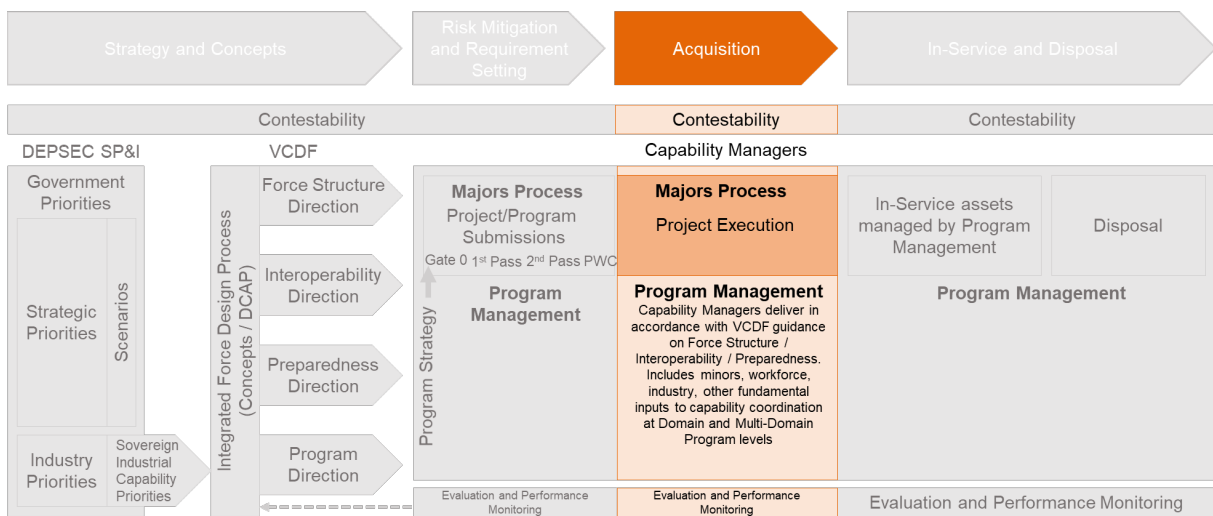 Strategy and Concepts
Risk Mitigation
and Requirement
Setting
Acquisition
In-Service and Disposal
Contestability
Contestability
Contestability
DEPSEC SP&I
VCDF
Capability Managers
Government
Priorities
Strategic
Priorities
Scenarios
Industry
Priorities
Sovereign
Industrial
Capability
Priorities
Integrated Force Design Process
(Concepts / DCAP)
Force Structure
Direction
Interoperability
Direction
Preparedness
Direction
Program
Direction
Program Strategy
Majors Process
Project/Program
Submissions
Gate 0 1st Pass 2nd Pass PWC
Program
Management
Majors Process
Project Execution
Program Management
Capability Managers deliver in
accordance with VCDF guidance
on Force Structure /
Interoperability / Preparedness.
Includes minors, workforce,
industry, other fundamental
inputs to capability coordination
at Domain and Multi-Domain
Program levels
In-Service assets
managed by Program
Management
Disposal
Program Management
Evaluation and Performance
Monitoring
Evaluation and Performance
Monitoring
Evaluation and Performance Monitoring